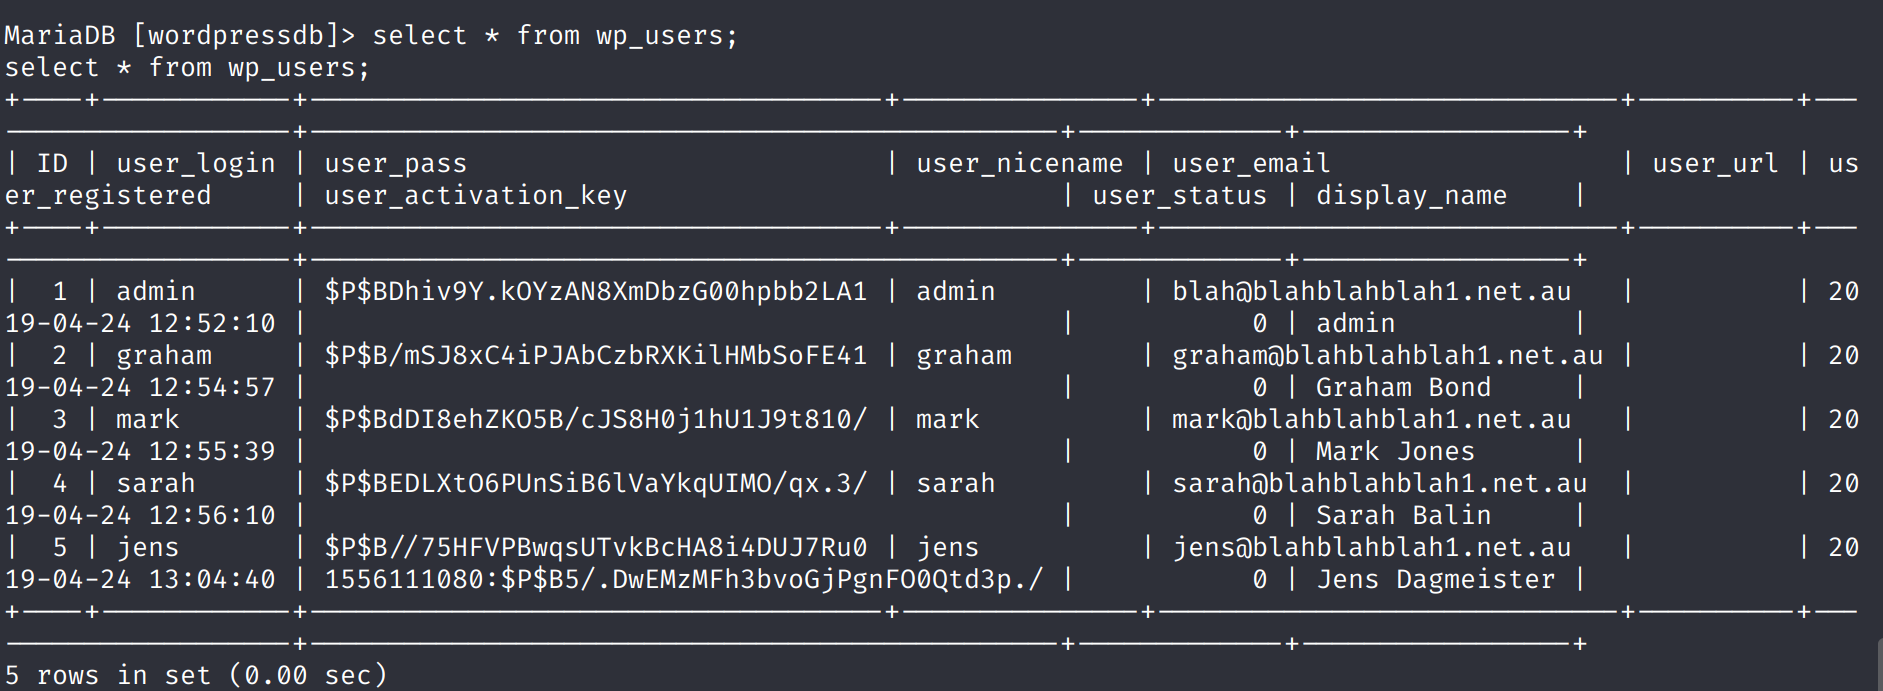 MariaDB [wordpressdb]> select * from wp_users;
select * from wp_users;
+----+------------+------------------------------------+---------------+-----------------------------+----------+---
------------------+-----------------------------------------------+-------------+-----------------+
| ID | user_login | user_pass                          | user_nicename | user_email                  | user_url | us
er_registered     | user_activation_key                           | user_status | display_name    |
+----+------------+------------------------------------+---------------+-----------------------------+----------+---
------------------+-----------------------------------------------+-------------+-----------------+
|  1 | admin      | $P$BDhiv9Y.kOYzAN8XmDbzG00hpbb2LA1 | admin         | blah@blahblahblah1.net.au   |          | 20
19-04-24 12:52:10 |                                               |           0 | admin           |
|  2 | graham     | $P$B/mSJ8xC4iPJAbCzbRXKilHMbSoFE41 | graham        | graham@blahblahblah1.net.au |          | 20
19-04-24 12:54:57 |                                               |           0 | Graham Bond     |
|  3 | mark       | $P$BdDI8ehZKO5B/cJS8H0j1hU1J9t810/ | mark          | mark@blahblahblah1.net.au   |          | 20
19-04-24 12:55:39 |                                               |           0 | Mark Jones      |
|  4 | sarah      | $P$BEDLXtO6PUnSiB6lVaYkqUIMO/qx.3/ | sarah         | sarah@blahblahblah1.net.au  |          | 20
19-04-24 12:56:10 |                                               |           0 | Sarah Balin     |
|  5 | jens       | $P$B//75HFVPBwqsUTvkBcHA8i4DUJ7Ru0 | jens          | jens@blahblahblah1.net.au   |          | 20
19-04-24 13:04:40 | 1556111080:$P$B5/.DwEMzMFh3bvoGjPgnFO0Qtd3p./ |           0 | Jens Dagmeister |
+----+------------+------------------------------------+---------------+-----------------------------+----------+---
------------------+-----------------------------------------------+-------------+-----------------+
5 rows in set (0.00 sec)